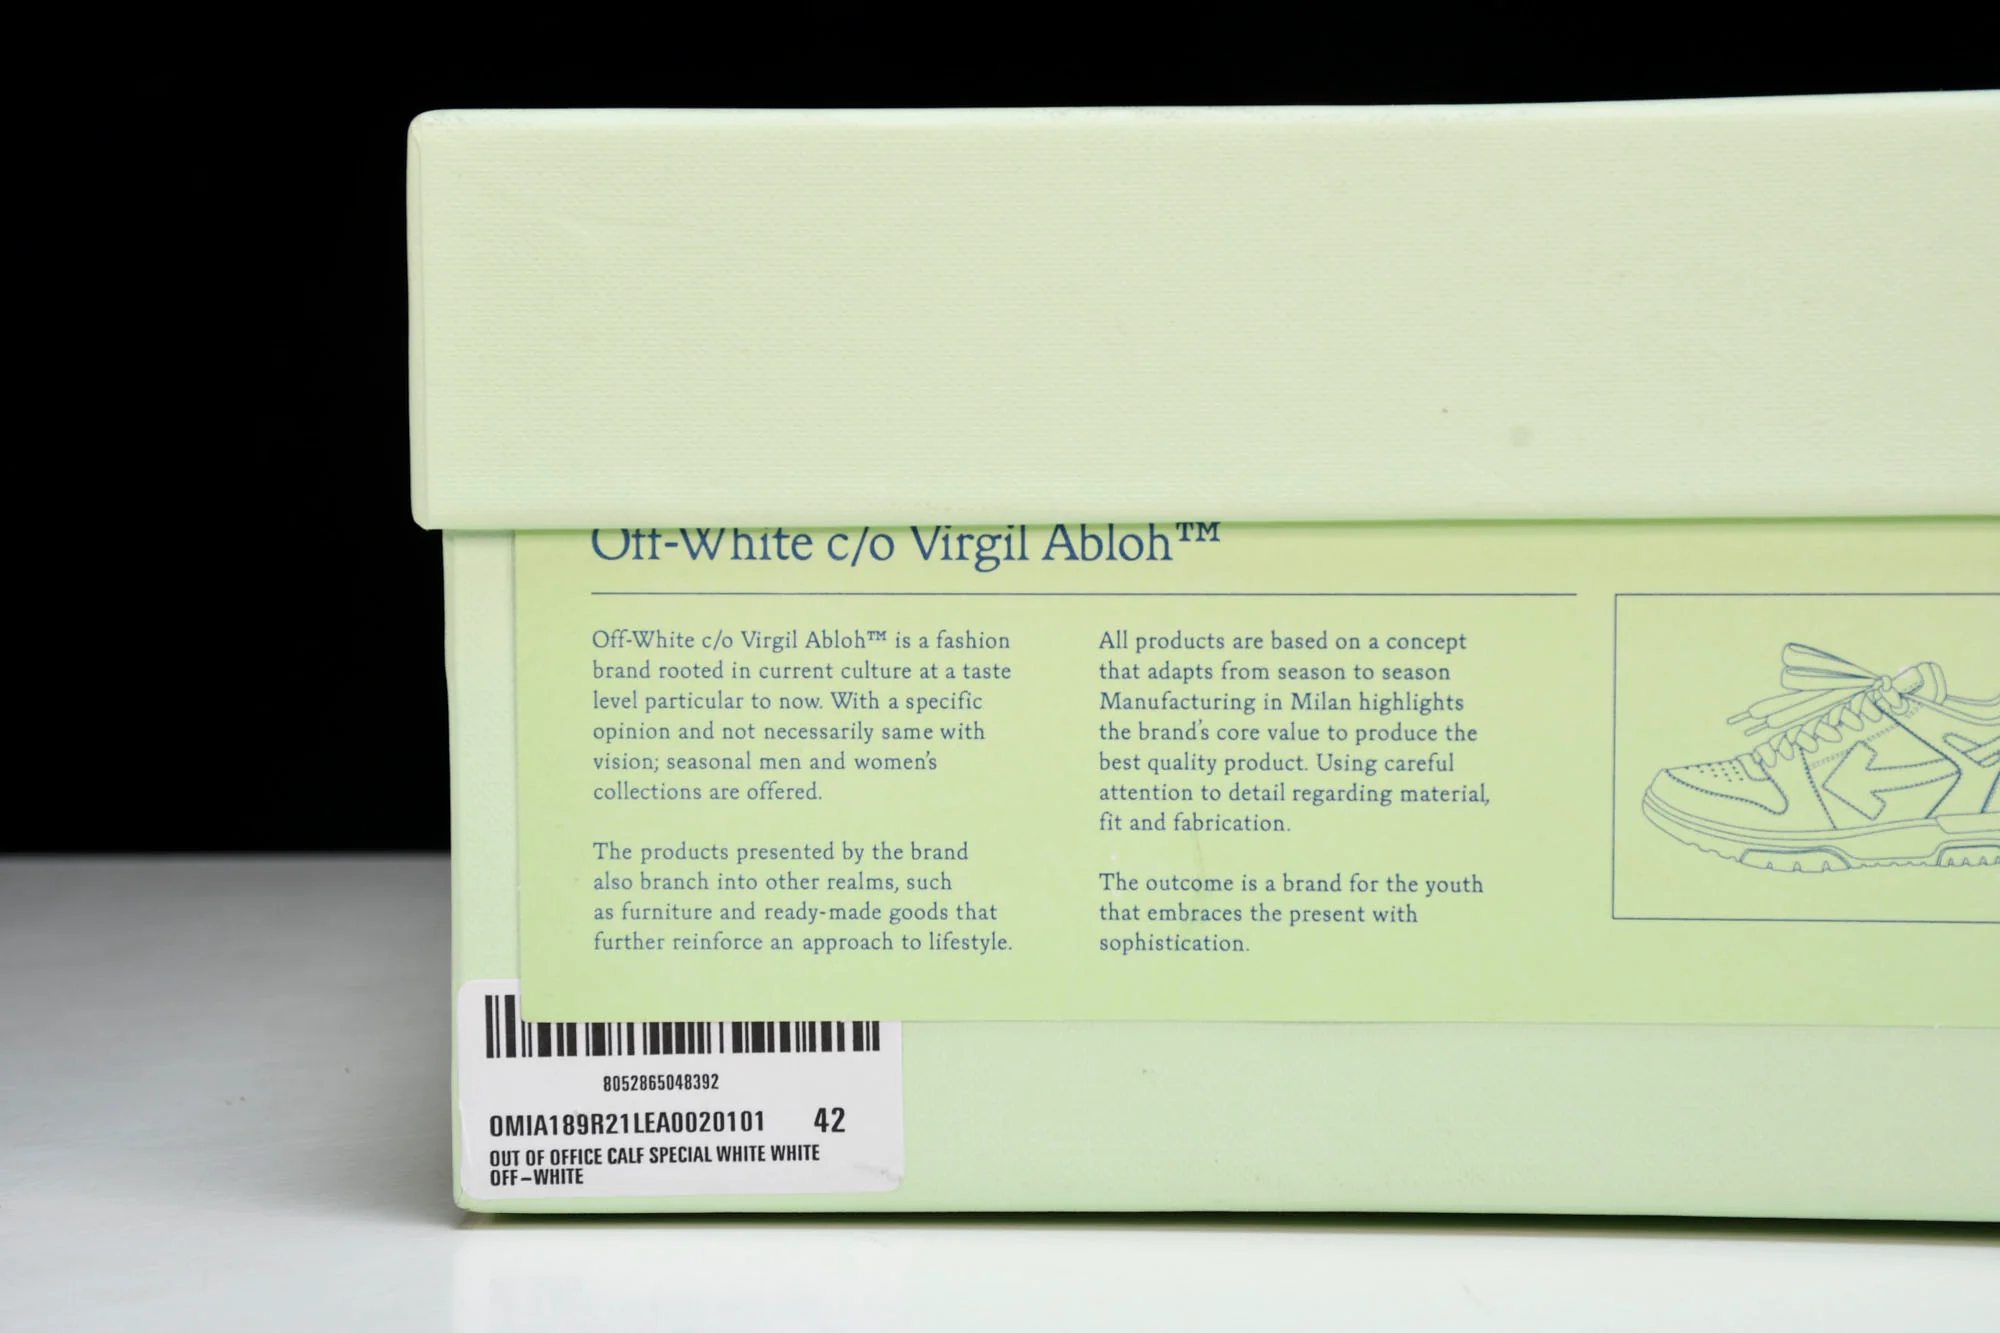 Off-White c/o Virgil Abloh™
Off-White c/o Virgil Abloh™ is a fashion
brand rooted in current culture at a taste
level particular to now. With a specific
opinion and not necessarily same with
vision; seasonal men and women's
collections are offered.
The products presented by the brand
also branch into other realms, such
as furniture and ready-made goods that
further reinforce an approach to lifestyle.
All products are based on a concept
that adapts from season to season
Manufacturing in Milan highlights
the brand's core value to produce the
best quality product. Using careful
attention to detail regarding material,
fit and fabrication.
The outcome is a brand for the youth
that embraces the present with
sophistication.
8052865048392
OMIA189R21LEA0020101 42
OUT OF OFFICE CALF SPECIAL WHITE WHITE
OFF-WHITE